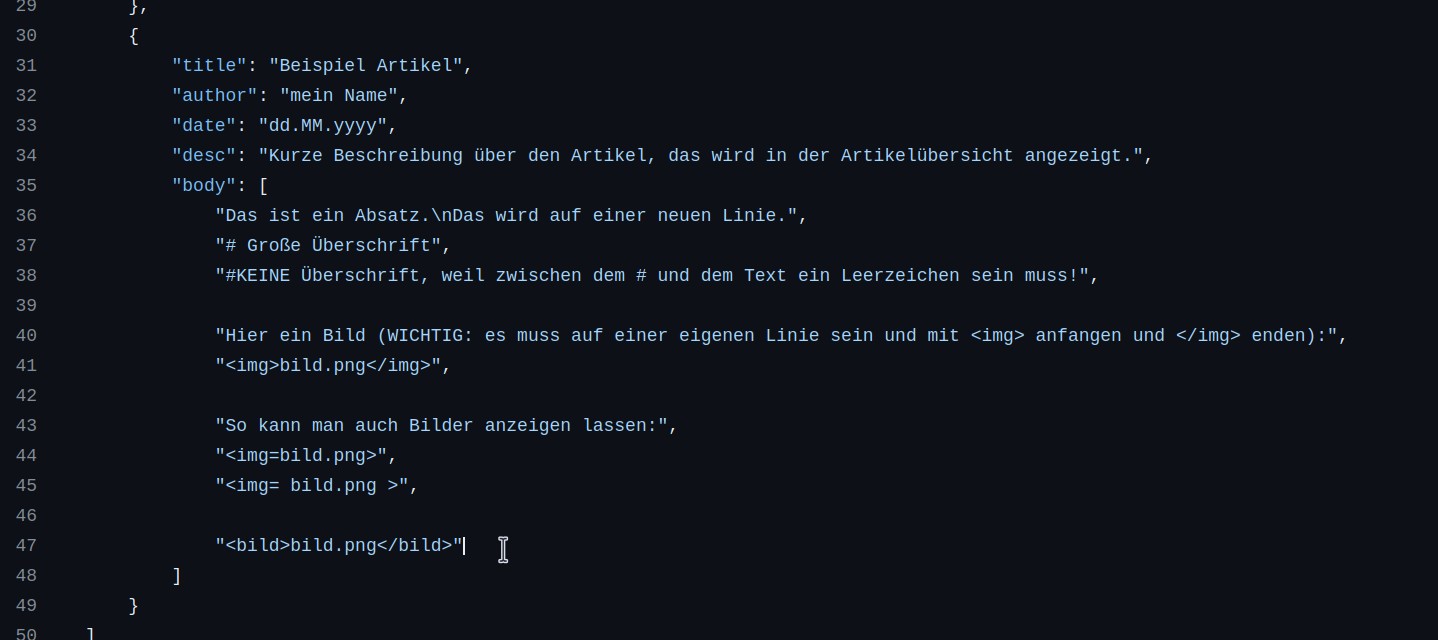 29         },
30         {
31             "title": "Beispiel Artikel",
32             "author": "mein Name",
33             "date": "dd.MM.yyyy",
34             "desc": "Kurze Beschreibung über den Artikel, das wird in der Artikelübersicht angezeigt.",
35             "body": [
36                 "Das ist ein Absatz.\nDas wird auf einer neuen Linie.",
37                 "# Große Überschrift",
38                 "#KEINE Überschrift, weil zwischen dem # und dem Text ein Leerzeichen sein muss!",
39
40                 "Hier ein Bild (WICHTIG: es muss auf einer eigenen Linie sein und mit <img> anfangen und </img> enden):",
41                 "<img>bild.png</img>",
42
43                 "So kann man auch Bilder anzeigen lassen:",
44                 "<img=bild.png>",
45                 "<img= bild.png >",
46
47                 "<bild>bild.png</bild>"
48             ]
49         }
50     ]